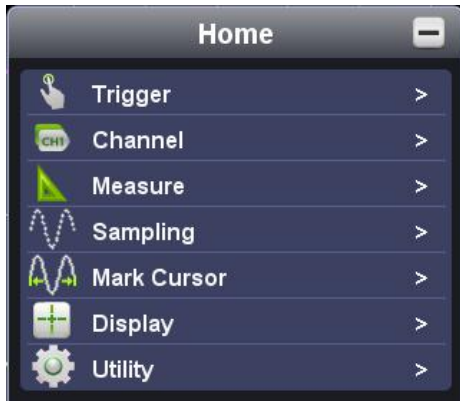 Home
Trigger >
CH1 Channel >
Measure >
Sampling >
Mark Cursor >
Display >
Utility >